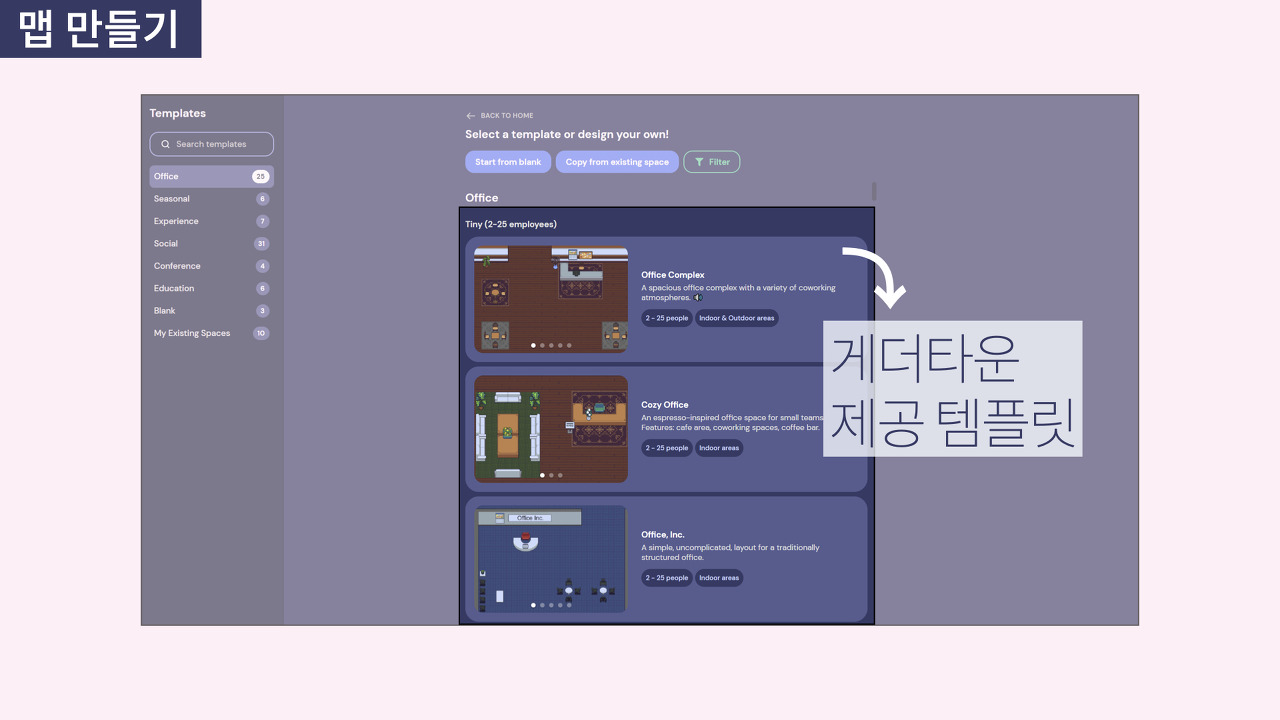 맵 만들기
Templates
Search templates
Office 25
Seasonal 6
Experience 7
Social 31
Conference 4
Education 6
Blank 3
My Existing Spaces 10
BACK TO HOME
Select a template or design your own!
Start from blank Copy from existing space Filter
Office
Tiny (2-25 employees)
Office Complex
A spacious office complex with a variety of coworking
atmospheres.
2 - 25 people Indoor & Outdoor areas
Cozy Office
An espresso-inspired office space for small teams.
Features: cafe area, coworking spaces, coffee bar.
2 - 25 people Indoor areas
Office Inc.
Office, Inc.
A simple, uncomplicated, layout for a traditionally
structured office.
2 - 25 people Indoor areas
게더타운
제공 템플릿